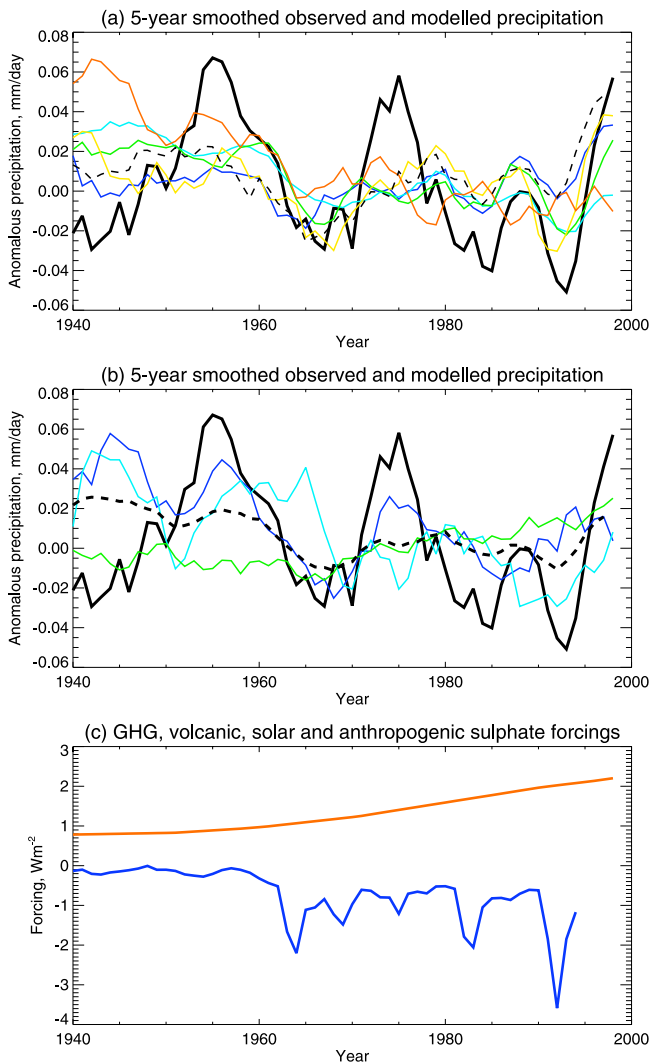 (a) 5-year smoothed observed and modelled precipitation
Anomalous precipitation, mm/day
0.08
0.06
0.04
0.02
0.00
-0.02
-0.04
-0.06
1940 1960 1980 2000
Year
(b) 5-year smoothed observed and modelled precipitation
Anomalous precipitation, mm/day
0.08
0.06
0.04
0.02
0.00
-0.02
-0.04
-0.06
1940 1960 1980 2000
Year
(c) GHG, volcanic, solar and anthropogenic sulphate forcings
Forcing, Wm-2
3
2
1
0
-1
-2
-3
-4
1940 1960 1980 2000
Year